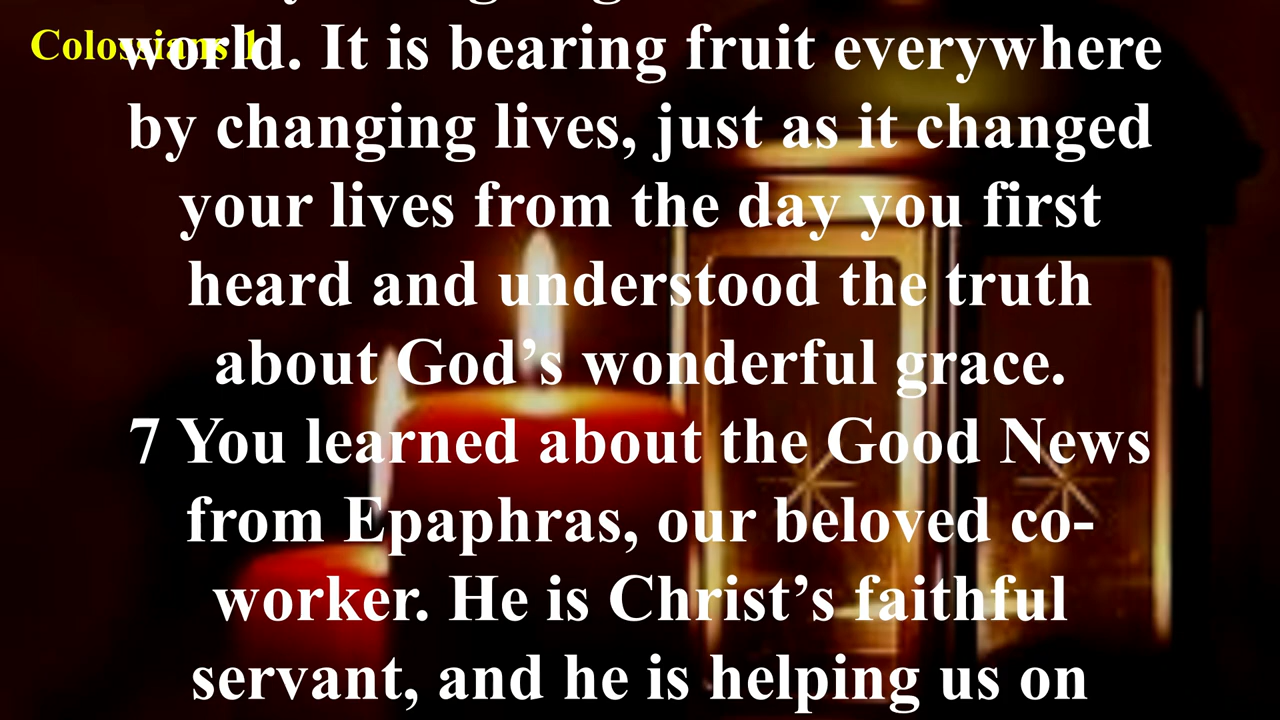 Colossians 1
world. It is bearing fruit everywhere
by changing lives, just as it changed
your lives from the day you first
heard and understood the truth
about God’s wonderful grace.
7 You learned about the Good News
from Epaphras, our beloved co-
worker. He is Christ’s faithful
servant, and he is helping us on